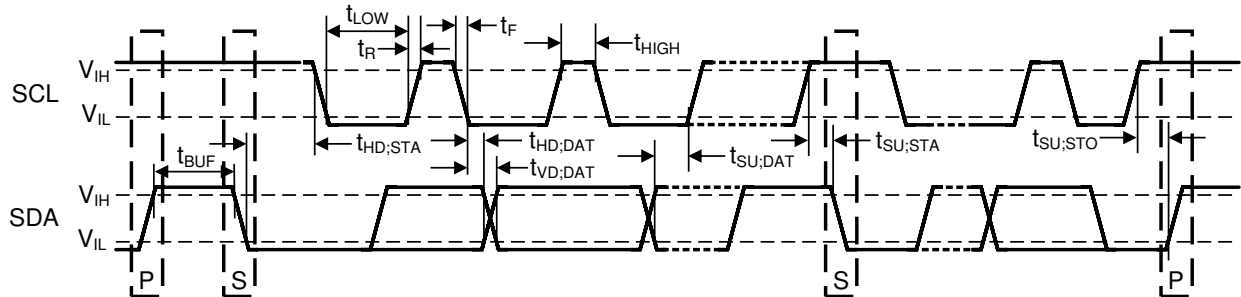 tLOW
tF
tR
tHIGH
VIH
SCL
VIL
tHD;STA
tHD;DAT
tSU;DAT
tSU;STA
tSU;STO
tBUF
tVD;DAT
VIH
SDA
VIL
P
S
S
P